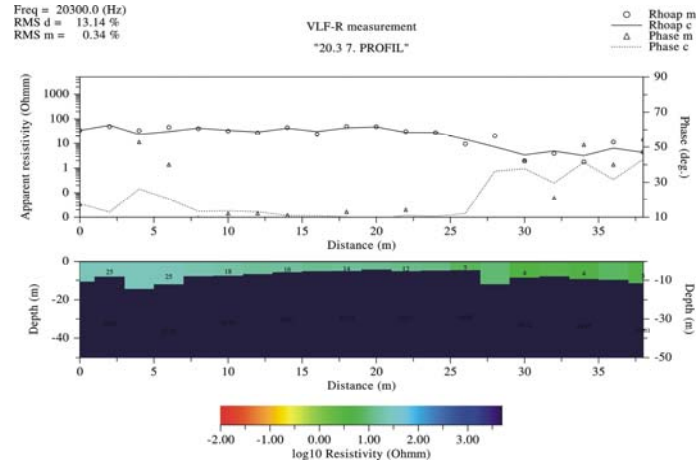 Freq = 20300.0 (Hz)
RMS d = 13.14 %
RMS m = 0.34 %
VLF-R measurement
"20.3 7. PROFIL"
Rhoap m
Rhoap c
Phase m
Phase c
Apparent resistivity (Ohmm)
1000
100
10
1
0
0
90
70
50
30
10
Phase (deg.)
0 5 10 15 20 25 30 35
Distance (m)
Depth (m)
0
-20
-40
25 25 18 16 14 12 5 4 4
0
-10
-20
-30
-40
-50
Depth (m)
0 5 10 15 20 25 30 35
Distance (m)
-2.00 -1.00 0.00 1.00 2.00 3.00
log10 Resistivity (Ohmm)